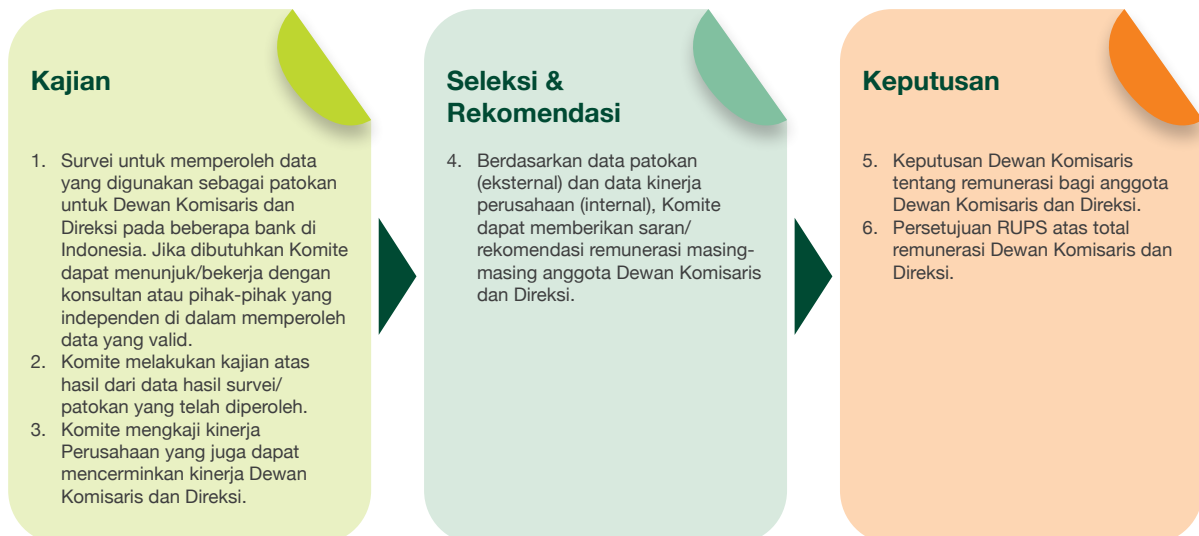 Kajian
1. Survei untuk memperoleh data
yang digunakan sebagai patokan
untuk Dewan Komisaris dan
Direksi pada beberapa bank di
Indonesia. Jika dibutuhkan Komite
dapat menunjuk/bekerja dengan
konsultan atau pihak-pihak yang
independen di dalam memperoleh
data yang valid.
2. Komite melakukan kajian atas
hasil dari data hasil survei/
patokan yang telah diperoleh.
3. Komite mengkaji kinerja
Perusahaan yang juga dapat
mencerminkan kinerja Dewan
Komisaris dan Direksi.
Seleksi &
Rekomendasi
4. Berdasarkan data patokan
(eksternal) dan data kinerja
perusahaan (internal), Komite
dapat memberikan saran/
rekomendasi remunerasi masing-
masing anggota Dewan Komisaris
dan Direksi.
Keputusan
5. Keputusan Dewan Komisaris
tentang remunerasi bagi anggota
Dewan Komisaris dan Direksi.
6. Persetujuan RUPS atas total
remunerasi Dewan Komisaris dan
Direksi.